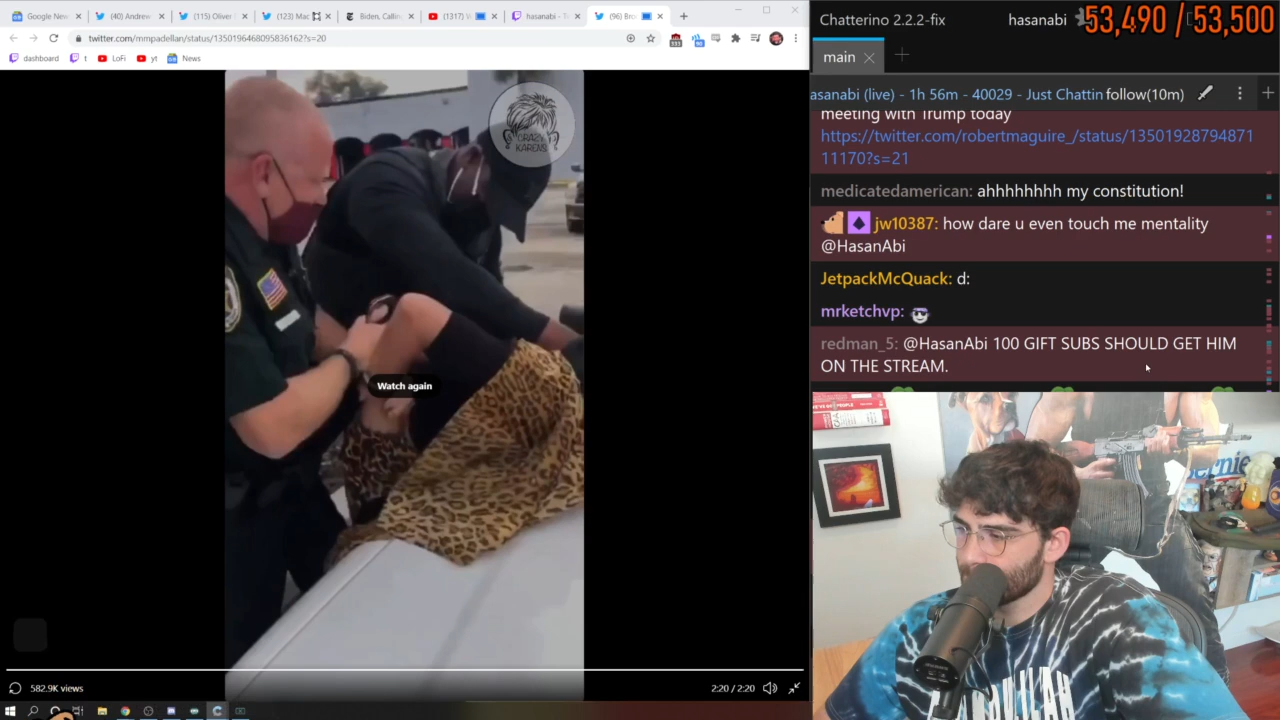 Google News
(40) Andrew
(115) Oliver
(123) Mac
Biden, Callin
(1317) W
hasanabi - Tw
(96) Bro
twitter.com/mmpadellan/status/1350196468095836162?s=20
dashboard
t
LoFi
yt
News
CRAZY
KARENS
Watch again
582.9K views
2:20 / 2:20
Chatterino 2.2.2-fix
hasanabi
53,490 / 53,500
main
asanabi (live) - 1h 56m - 40029 - Just Chattin follow(10m)
meeting with Trump today
https://twitter.com/robertmaguire_/status/13501928794871
11170?s=21
medicatedamerican: ahhhhhhhh my constitution!
jw10387: how dare u even touch me mentality
@HasanAbi
JetpackMcQuack: d:
mrketchvp:
redman_5: @HasanAbi 100 GIFT SUBS SHOULD GET HIM
ON THE STREAM.
Bernie